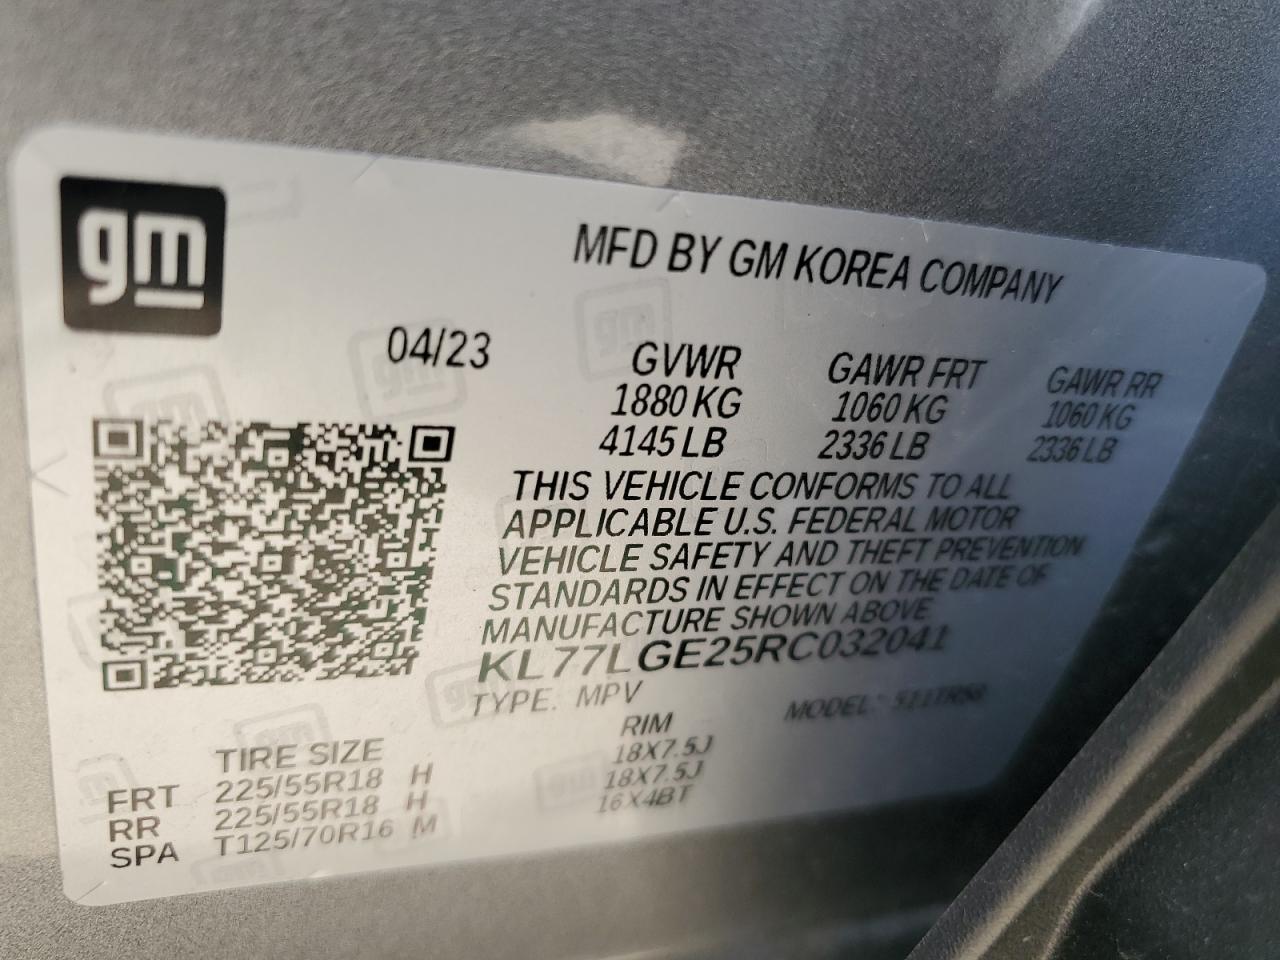 gm
MFD BY GM KOREA COMPANY
04/23 GVWR GAWR FRT GAWR RR
1880 KG 1060 KG 1060 KG
4145 LB 2336 LB 2336 LB
THIS VEHICLE CONFORMS TO ALL
APPLICABLE U.S. FEDERAL MOTOR
VEHICLE SAFETY AND THEFT PREVENTION
STANDARDS IN EFFECT ON THE DATE OF
MANUFACTURE SHOWN ABOVE
KL77LGE25RC032041
TYPE. MPV MODEL:
TIRE SIZE RIM
FRT 225/55R18 H 18X7.5J
RR 225/55R18 H 18X7.5J
SPA T125/70R16 M 16X4BT